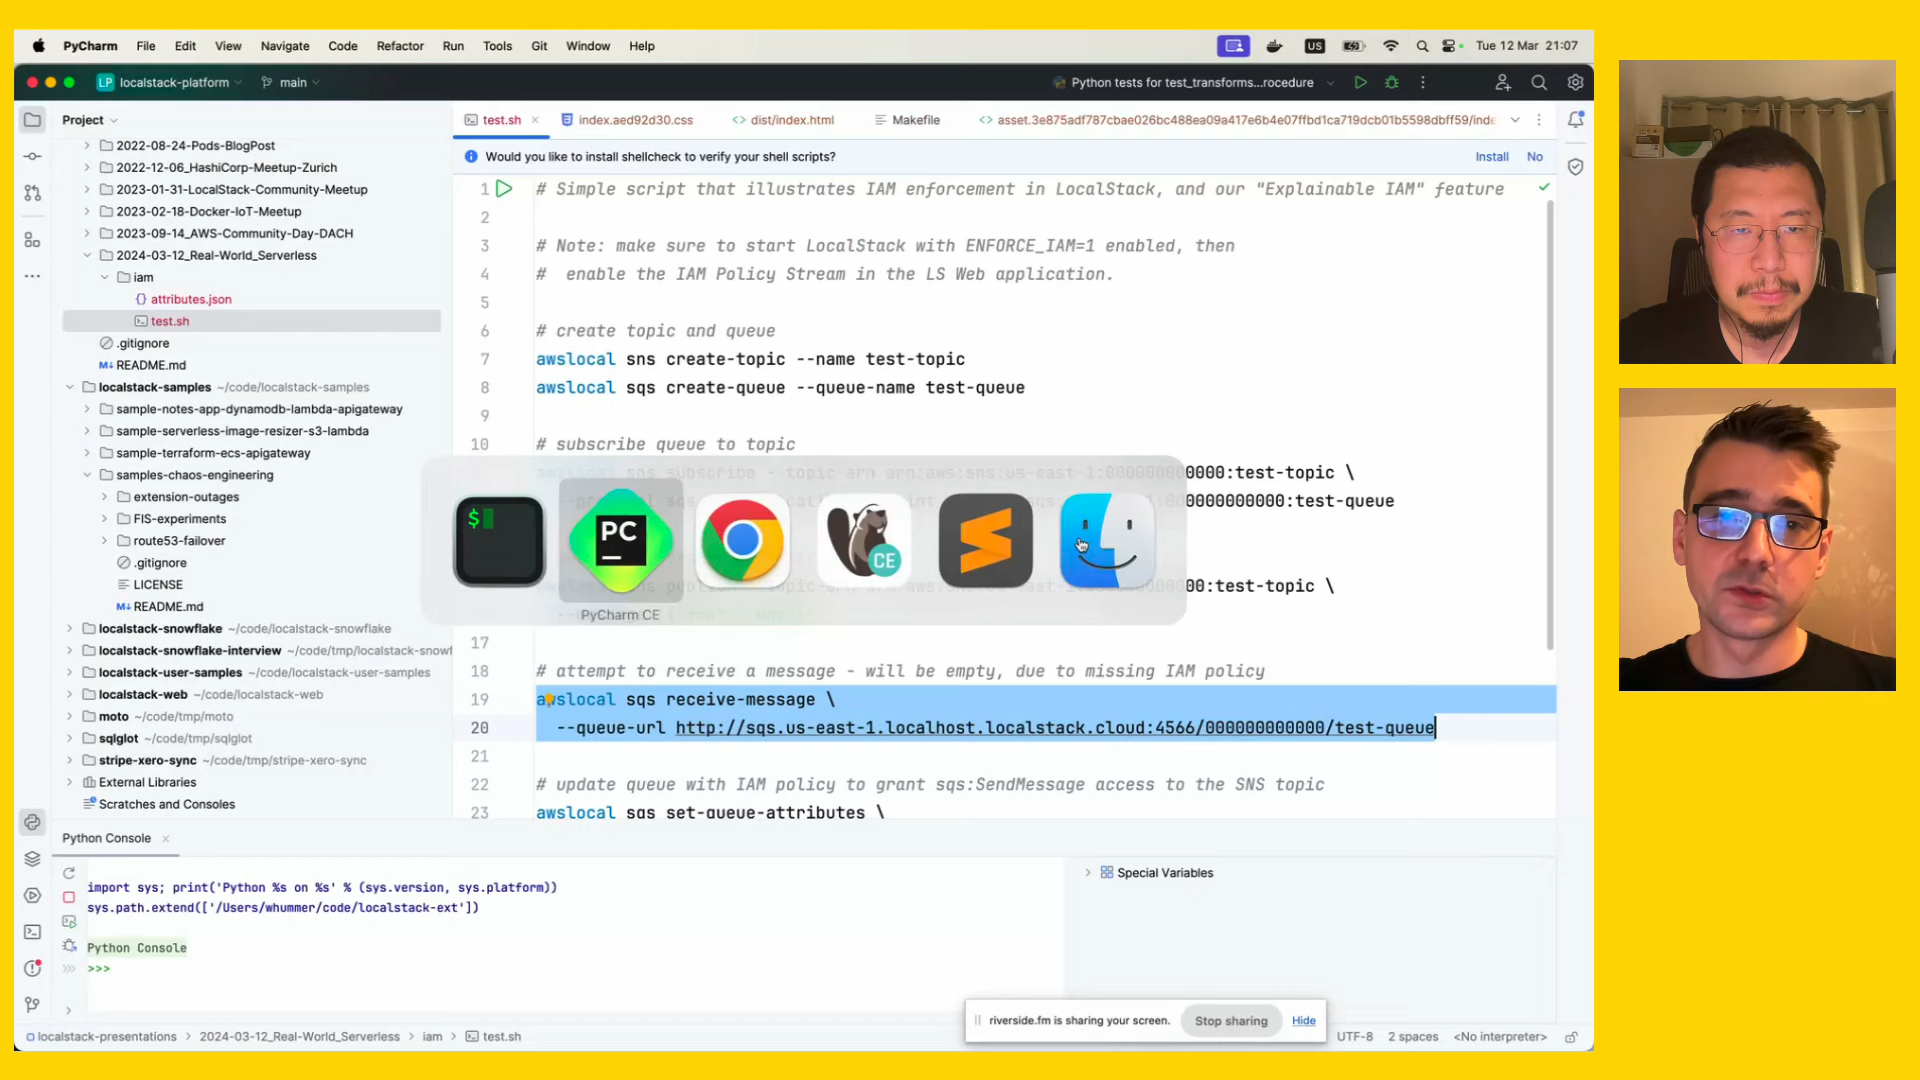 PyCharm File Edit View Navigate Code Refactor Run Tools Git Window Help
US Tue 12 Mar 21:07
LP localstack-platform main Python tests for test_transforms...rocedure
Project
2022-08-24-Pods-BlogPost
2022-12-06_HashiCorp-Meetup-Zurich
2023-01-31-LocalStack-Community-Meetup
2023-02-18-Docker-IoT-Meetup
2023-09-14_AWS-Community-Day-DACH
2024-03-12_Real-World_Serverless
iam
attributes.json
test.sh
.gitignore
README.md
localstack-samples ~/code/localstack-samples
sample-notes-app-dynamodb-lambda-apigateway
sample-serverless-image-resizer-s3-lambda
sample-terraform-ecs-apigateway
samples-chaos-engineering
extension-outages
FIS-experiments
route53-failover
.gitignore
LICENSE
README.md
localstack-snowflake ~/code/localstack-snowflake
localstack-snowflake-interview ~/code/tmp/localstack-snowf
localstack-user-samples ~/code/localstack-user-samples
localstack-web ~/code/localstack-web
moto ~/code/tmp/moto
sqlglot ~/code/tmp/sqlglot
stripe-xero-sync ~/code/tmp/stripe-xero-sync
External Libraries
Scratches and Consoles
test.sh index.aed92d30.css dist/index.html Makefile asset.3e875adf787cbae026bc488ea09a417e6b4e07ffbd1ca719dcb01b5598dbff59/inde
Would you like to install shellcheck to verify your shell scripts? Install No
1 # Simple script that illustrates IAM enforcement in LocalStack, and our "Explainable IAM" feature
2
3 # Note: make sure to start LocalStack with ENFORCE_IAM=1 enabled, then
4 # enable the IAM Policy Stream in the LS Web application.
5
6 # create topic and queue
7 awslocal sns create-topic --name test-topic
8 awslocal sqs create-queue --queue-name test-queue
9
10 # subscribe queue to topic
awslocal sns subscribe --topic-arn arn:aws:sns:us-east-1:000000000000:test-topic \
000000000000:test-queue
00:test-topic \
$ PC CE
PyCharm CE
17
18 # attempt to receive a message - will be empty, due to missing IAM policy
19 awslocal sqs receive-message \
20 --queue-url http://sqs.us-east-1.localhost.localstack.cloud:4566/000000000000/test-queue
21
22 # update queue with IAM policy to grant sqs:SendMessage access to the SNS topic
23 awslocal sqs set-queue-attributes \
Python Console
import sys; print('Python %s on %s' % (sys.version, sys.platform))
sys.path.extend(['/Users/whummer/code/localstack-ext'])
Python Console
>>>
Special Variables
riverside.fm is sharing your screen. Stop sharing Hide
localstack-presentations 2024-03-12_Real-World_Serverless iam test.sh UTF-8 2 spaces <No interpreter>